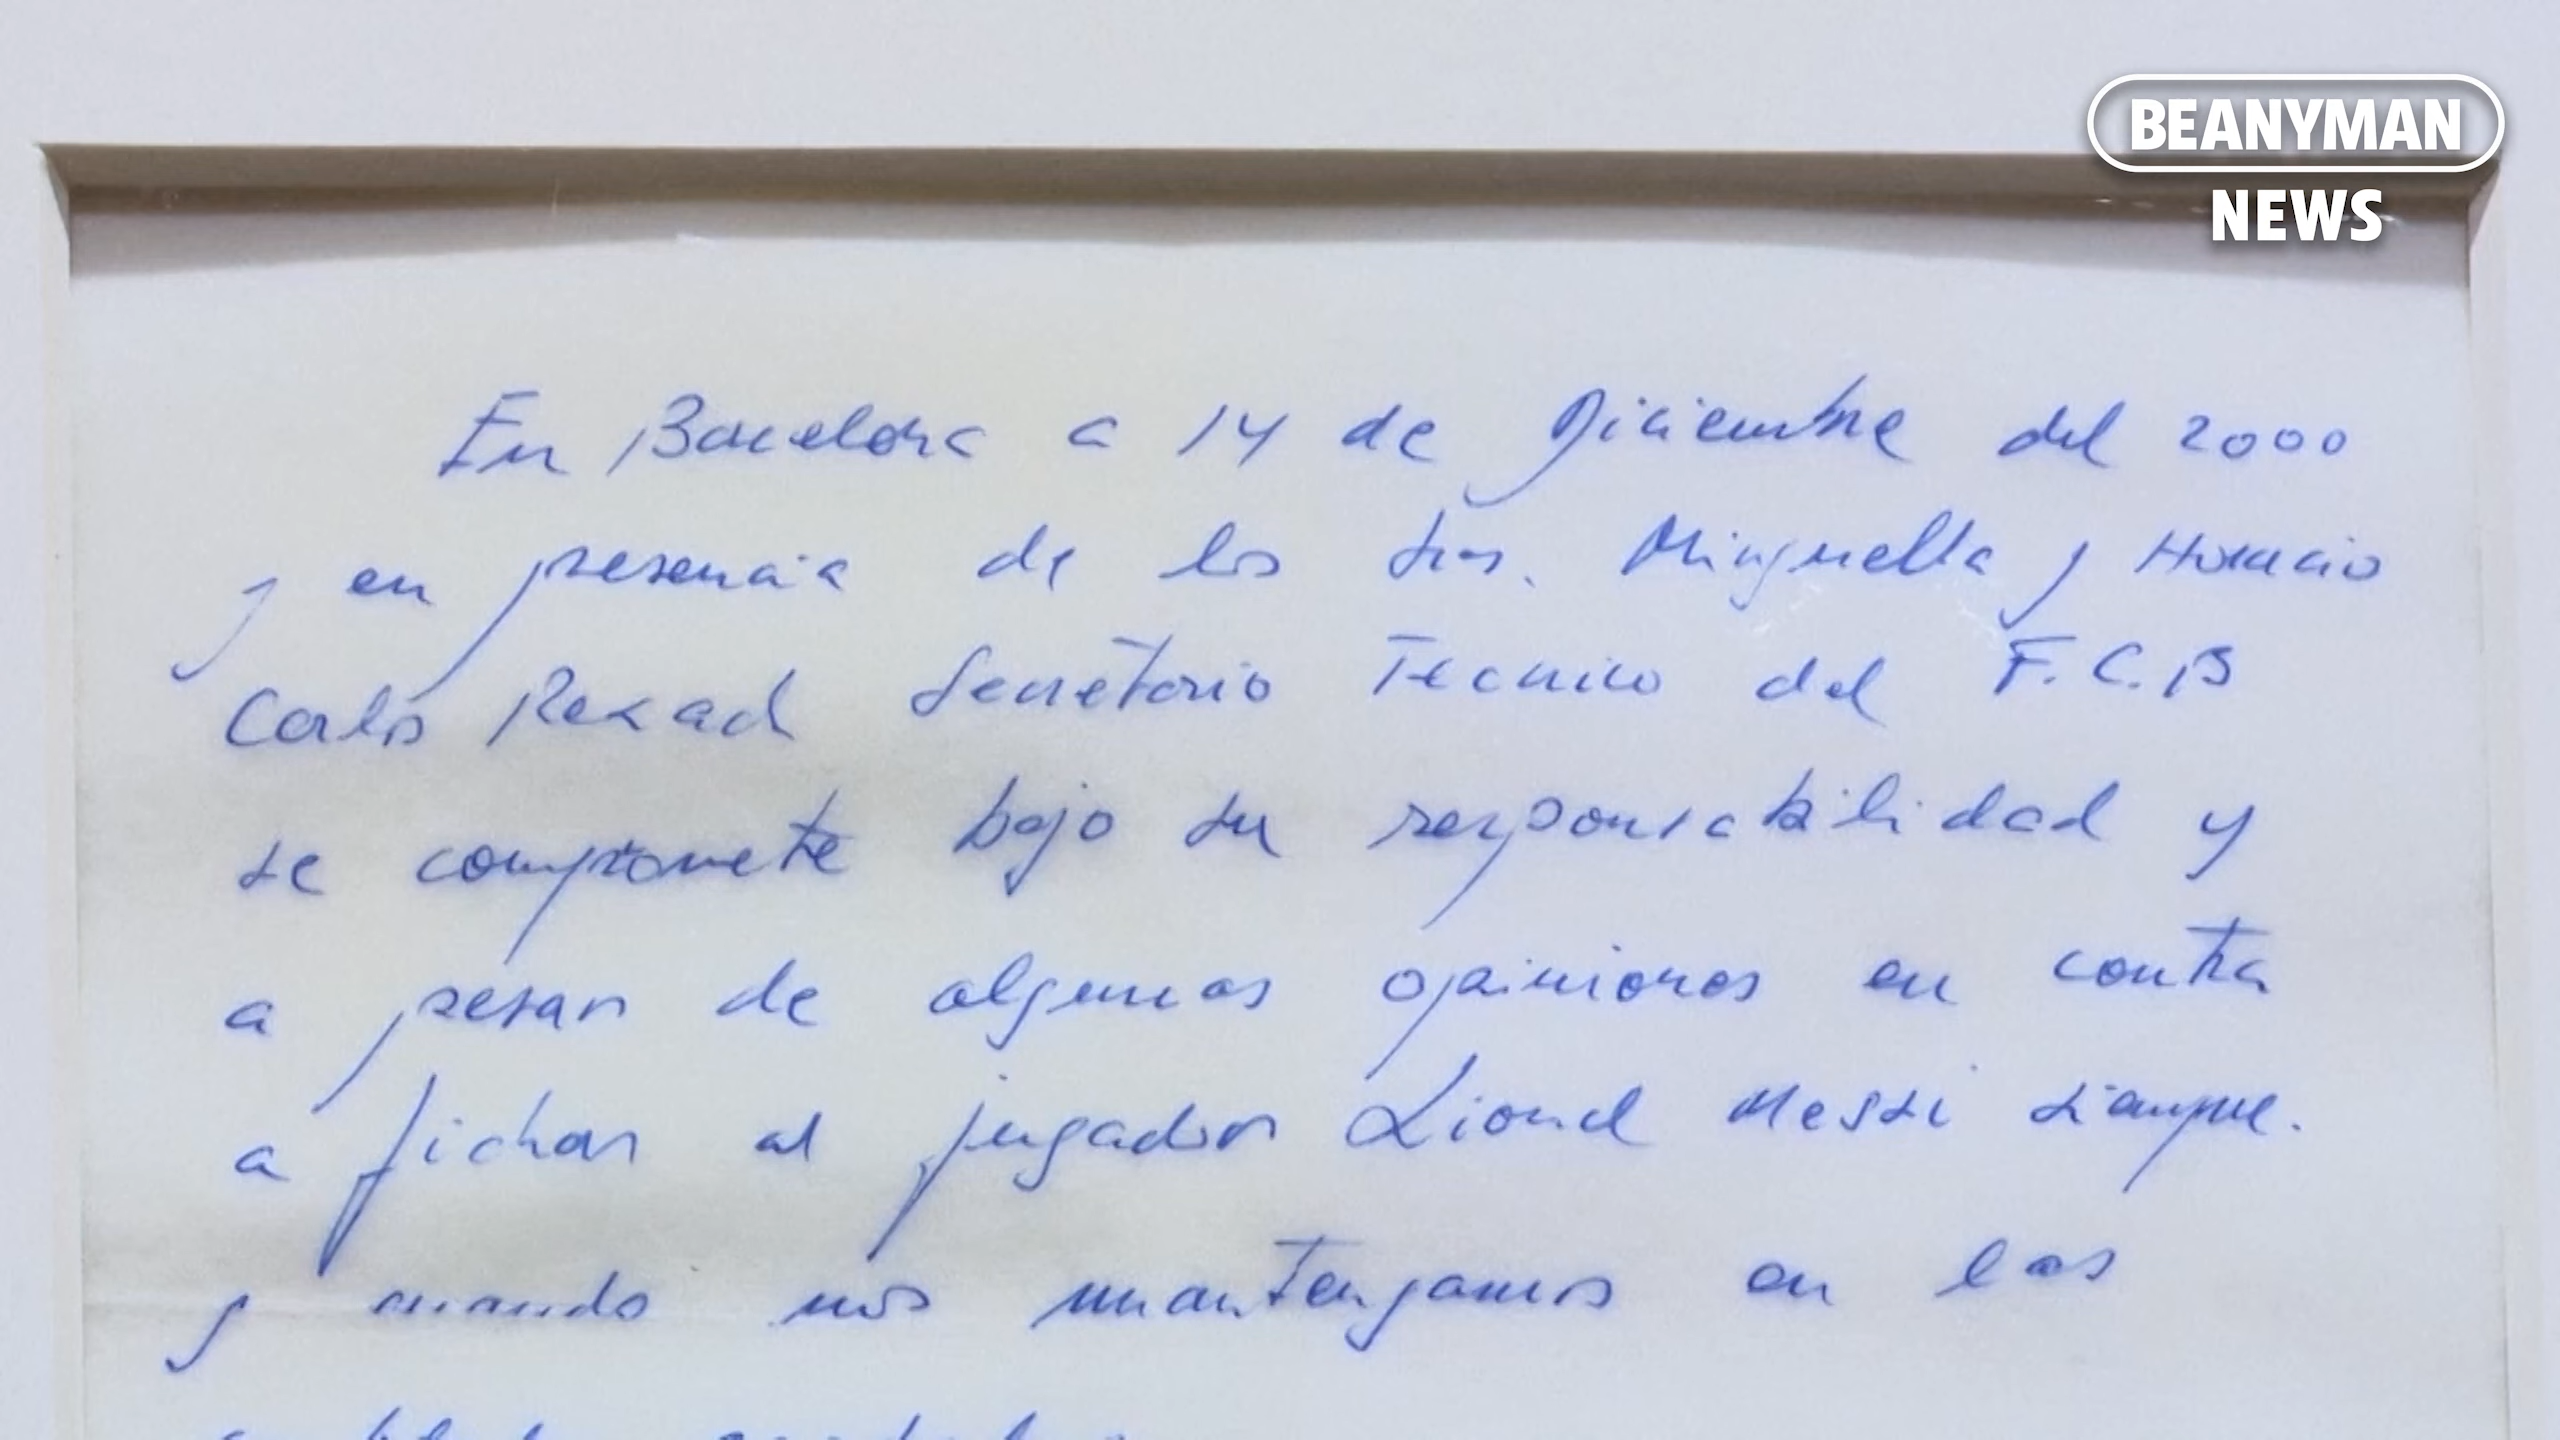 BEANYMAN
NEWS
En Barcelona a 14 de Diciembre del 2000
y en presencia de los Srs. Minguella y Horacio
Carlos Rexach Secretario Tecnico del F.C.B
se compromete bajo su responsabilidad y
a pesar de algunas opiniones en contra
a fichar al jugador Lionel Messi siempre.
y cuando nos mantengamos en las